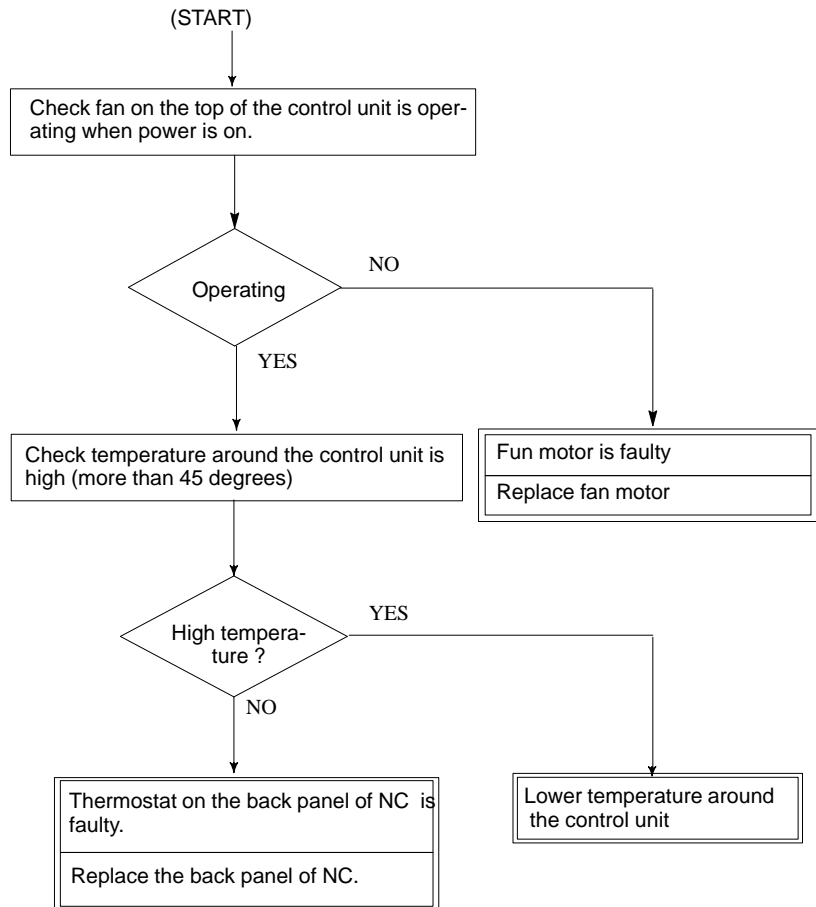 (START)
Check fan on the top of the control unit is oper-
ating when power is on.
Operating
NO
YES
Check temperature around the control unit is
high (more than 45 degrees)
Fun motor is faulty
Replace fan motor
High tempera-
ture ?
YES
NO
Thermostat on the back panel of NC is
faulty.
Replace the back panel of NC.
Lower temperature around
the control unit